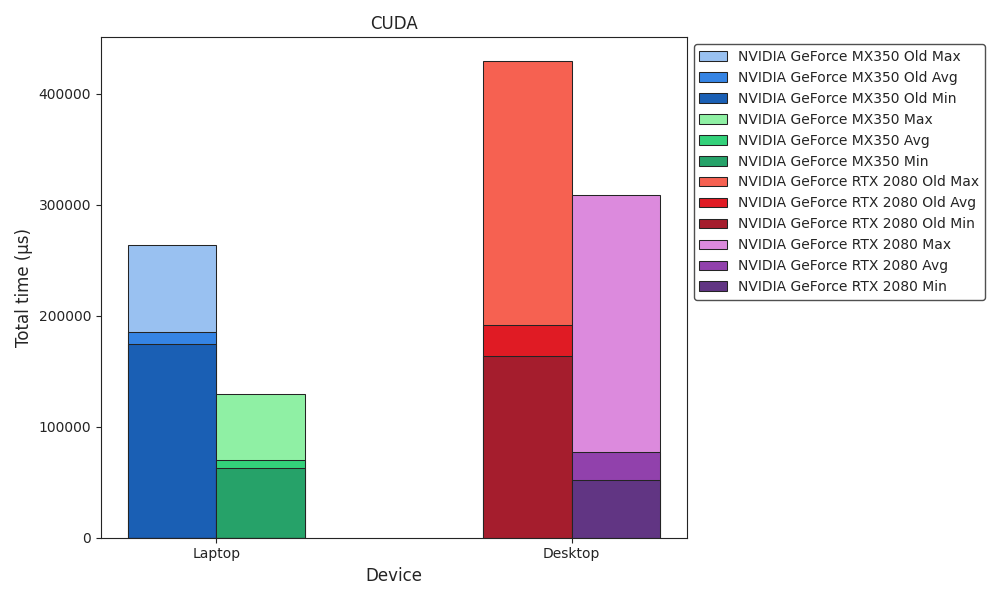 CUDA
NVIDIA GeForce MX350 Old Max
NVIDIA GeForce MX350 Old Avg
NVIDIA GeForce MX350 Old Min
NVIDIA GeForce MX350 Max
NVIDIA GeForce MX350 Avg
NVIDIA GeForce MX350 Min
NVIDIA GeForce RTX 2080 Old Max
NVIDIA GeForce RTX 2080 Old Avg
NVIDIA GeForce RTX 2080 Old Min
NVIDIA GeForce RTX 2080 Max
NVIDIA GeForce RTX 2080 Avg
NVIDIA GeForce RTX 2080 Min
Total time (μs)
400000
300000
200000
100000
0
Laptop
Desktop
Device